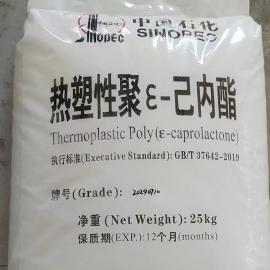 中国石化
Sinopec SINOPEC
热塑性聚ε-己内酯
Thermoplastic Poly(ε-caprolactone)
执行标准(Executive Standard): GB/T 37642-2019
牌号(Grade): 20240710
净重(Net Weight): 25kg
保质期(EXP.): 12个月(months)